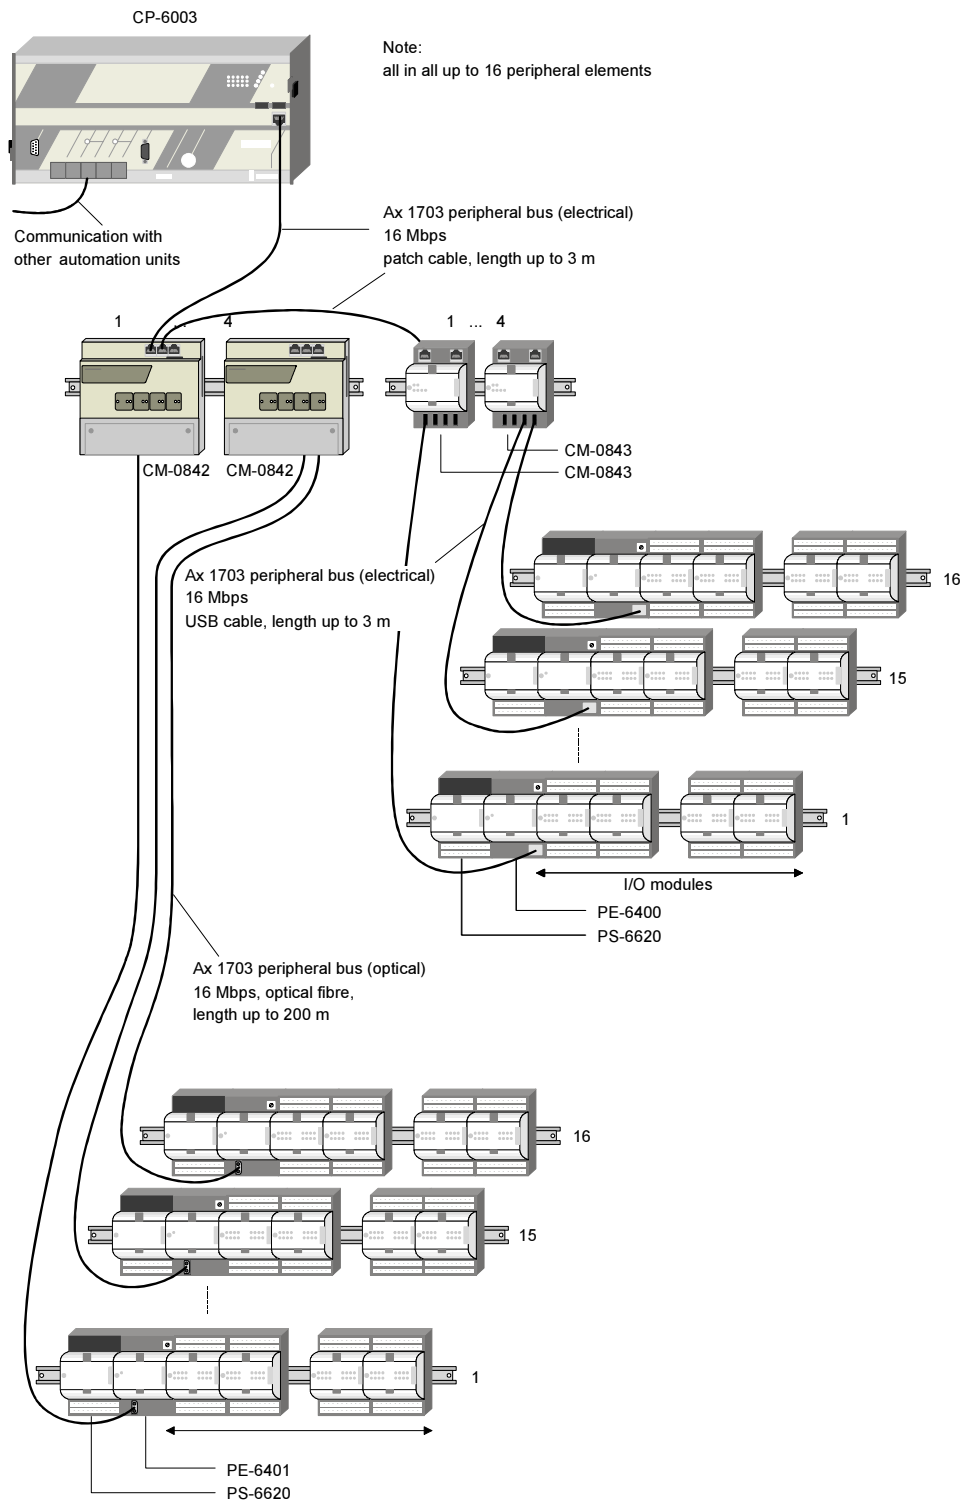 CP-6003
Note:
all in all up to 16 peripheral elements
Communication with
other automation units
Ax 1703 peripheral bus (electrical)
16 Mbps
patch cable, length up to 3 m
1 ... 4
1 ... 4
CM-0842
CM-0842
CM-0843
CM-0843
Ax 1703 peripheral bus (electrical)
16 Mbps
USB cable, length up to 3 m
16
15
1
I/O modules
PE-6400
PS-6620
Ax 1703 peripheral bus (optical)
16 Mbps, optical fibre,
length up to 200 m
16
15
1
PE-6401
PS-6620